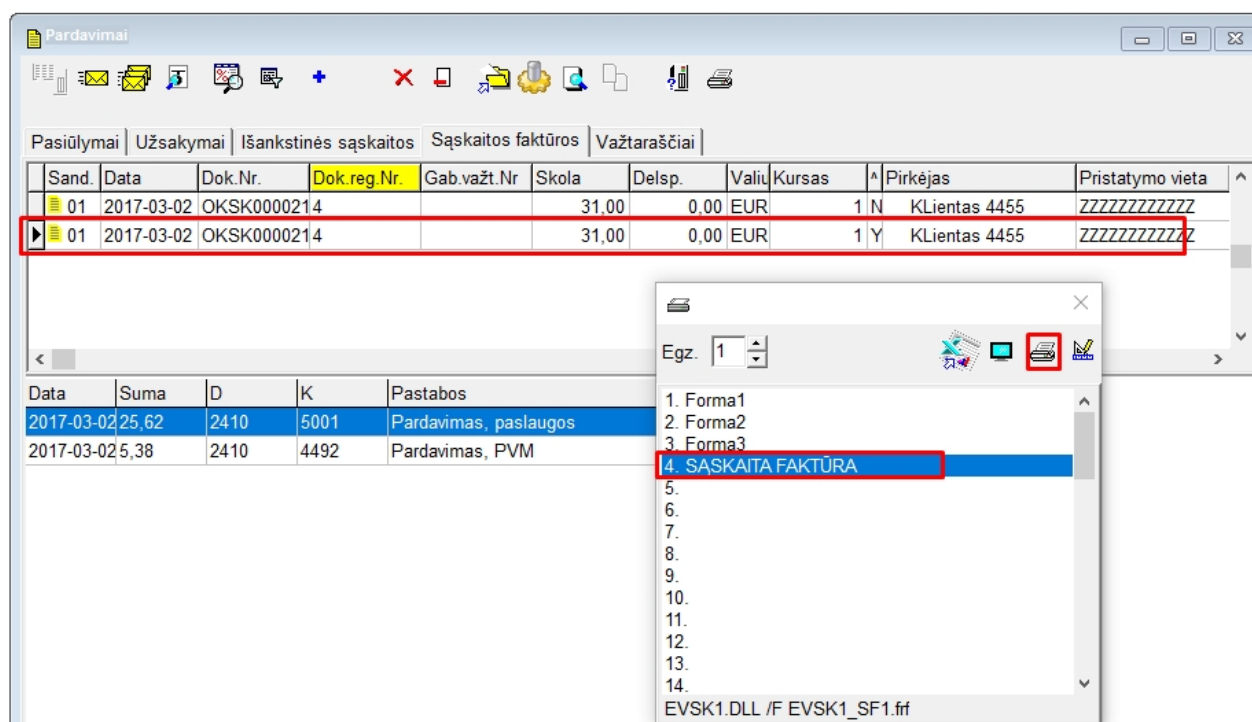 Pardavimai
Pasiūlymai Užsakymai Išankstinės sąskaitos Sąskaitos faktūros Važtaraščiai
Sand. Data Dok.Nr. Dok.reg.Nr. Gab.važt.Nr Skola Delsp. Valiu Kursas ^ Pirkėjas Pristatymo vieta
01 2017-03-02 OKSK0000214 31,00 0,00 EUR 1 N KLientas 4455 ZZZZZZZZZZZZ
01 2017-03-02 OKSK0000214 31,00 0,00 EUR 1 Y KLientas 4455 ZZZZZZZZZZZZ
Egz. 1
Data Suma D K Pastabos
2017-03-02 25,62 2410 5001 Pardavimas, paslaugos
2017-03-02 5,38 2410 4492 Pardavimas, PVM
1. Forma1
2. Forma2
3. Forma3
4. SĄSKAITA FAKTŪRA
5.
6.
7.
8.
9.
10.
11.
12.
13.
14.
EVSK1.DLL /F EVSK1_SF1.frf